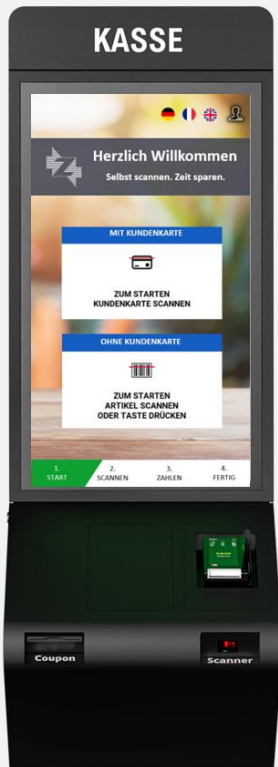 KASSE
Herzlich Willkommen
Selbst scannen. Zeit sparen.
MIT KUNDENKARTE
ZUM STARTEN
KUNDENKARTE SCANNEN
OHNE KUNDENKARTE
ZUM STARTEN
ARTIKEL SCANNEN
ODER TASTE DRÜCKEN
1.
START
2.
SCANNEN
3.
ZAHLEN
4.
FERTIG
Coupon
Scanner